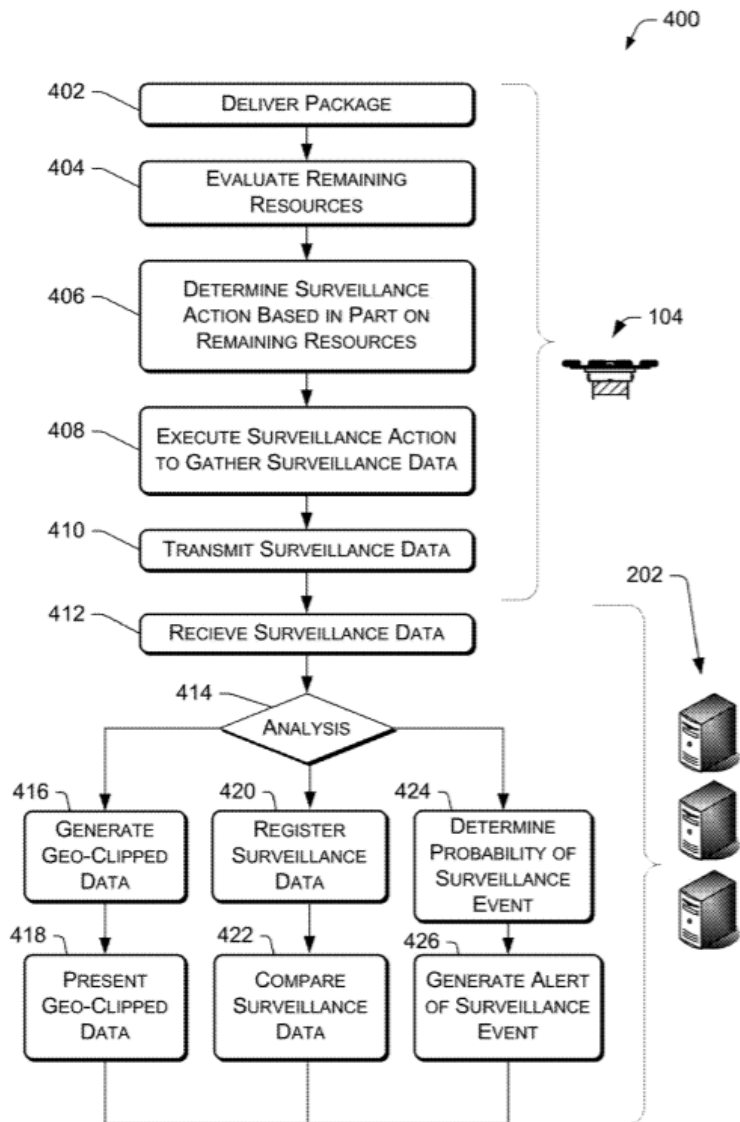 400
402
DELIVER PACKAGE
404
EVALUATE REMAINING
RESOURCES
406
DETERMINE SURVEILLANCE
ACTION BASED IN PART ON
REMAINING RESOURCES
104
408
EXECUTE SURVEILLANCE ACTION
TO GATHER SURVEILLANCE DATA
410
TRANSMIT SURVEILLANCE DATA
202
412
RECIEVE SURVEILLANCE DATA
414
ANALYSIS
416
GENERATE
GEO-CLIPPED
DATA
418
PRESENT
GEO-CLIPPED
DATA
420
REGISTER
SURVEILLANCE
DATA
422
COMPARE
SURVEILLANCE
DATA
424
DETERMINE
PROBABILITY OF
SURVEILLANCE
EVENT
426
GENERATE ALERT
OF SURVEILLANCE
EVENT